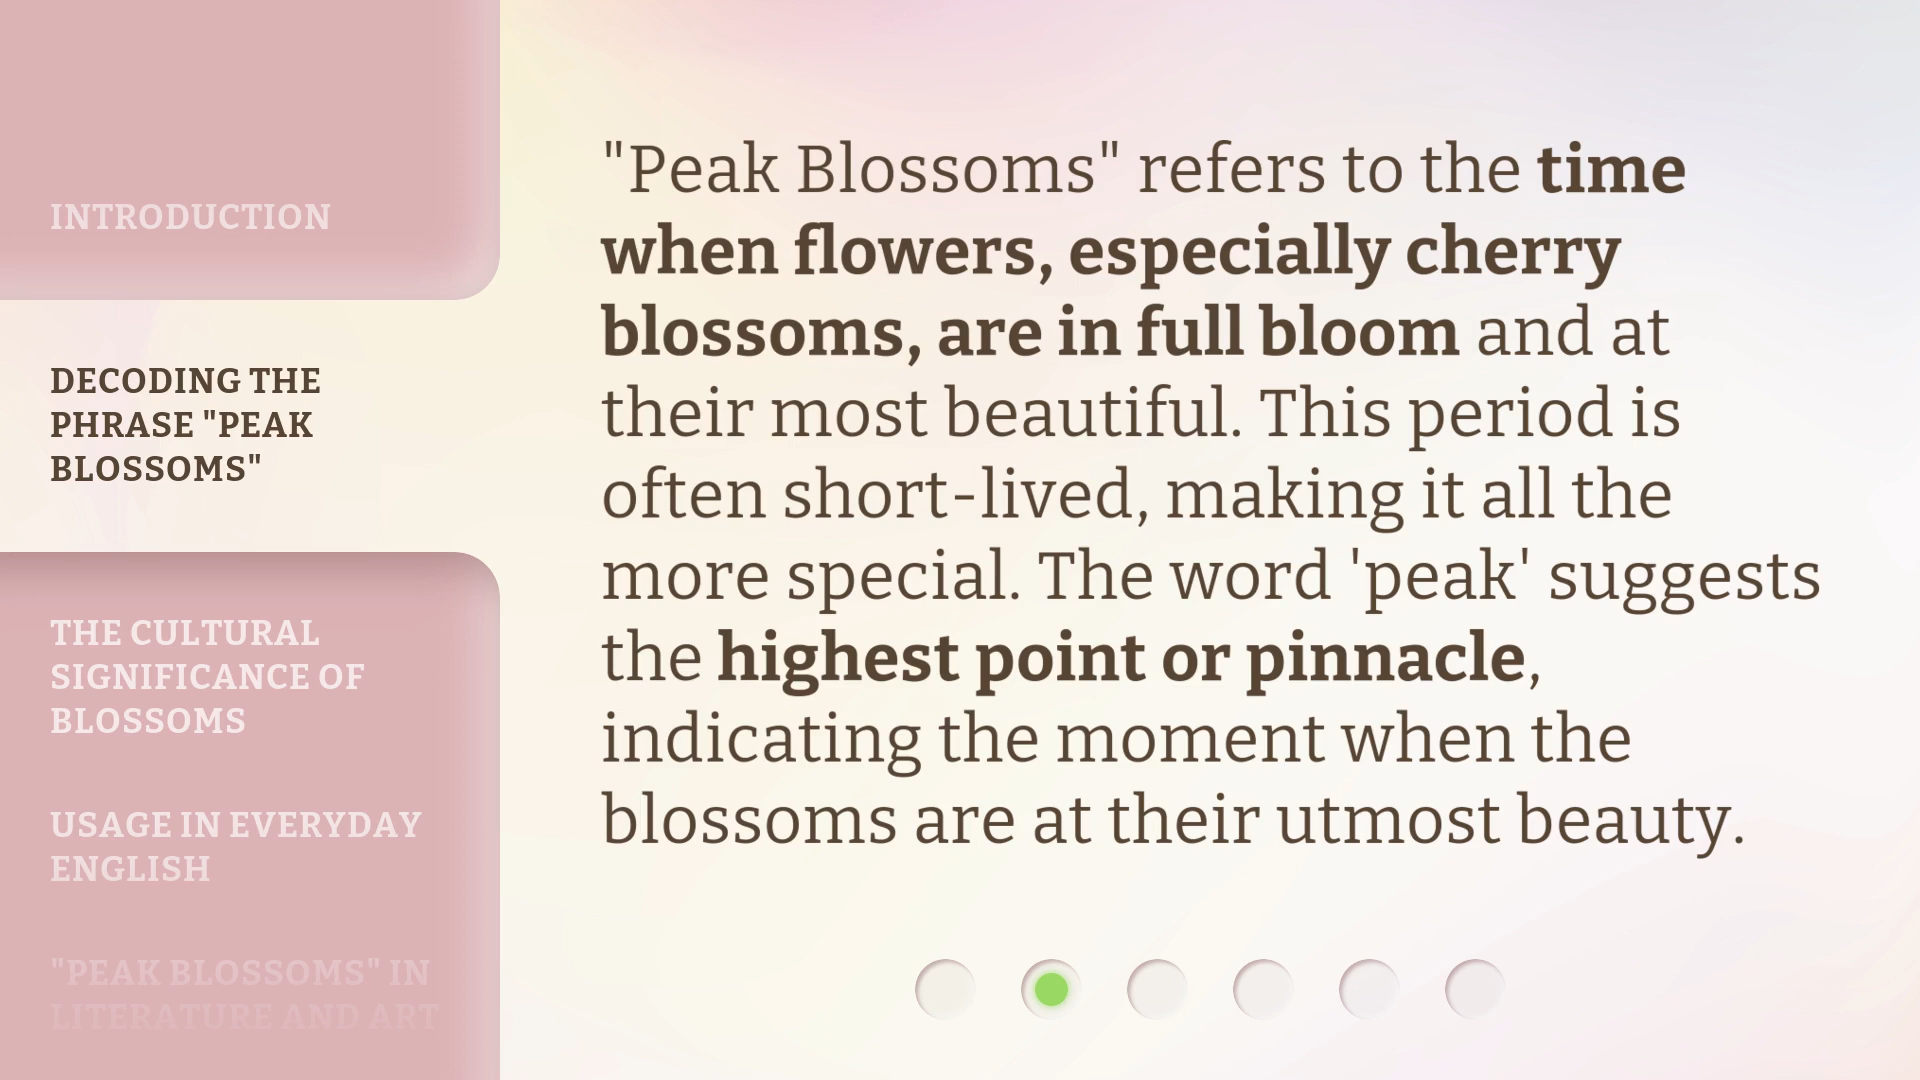 INTRODUCTION
DECODING THE
PHRASE "PEAK
BLOSSOMS"
THE CULTURAL
SIGNIFICANCE OF
BLOSSOMS
USAGE IN EVERYDAY
ENGLISH
"PEAK BLOSSOMS" IN
LITERATURE AND ART
"Peak Blossoms" refers to the time
when flowers, especially cherry
blossoms, are in full bloom and at
their most beautiful. This period is
often short-lived, making it all the
more special. The word 'peak' suggests
the highest point or pinnacle,
indicating the moment when the
blossoms are at their utmost beauty.